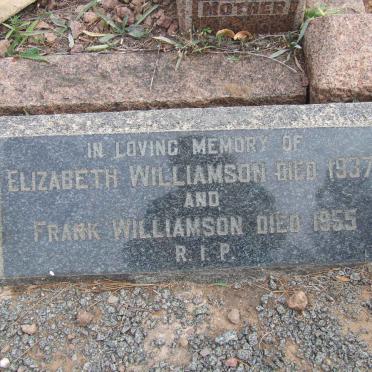 MOTHER
IN LOVING MEMORY OF
ELIZABETH WILLIAMSON DIED 1937
AND
FRANK WILLIAMSON DIED 1955
R.I.P.